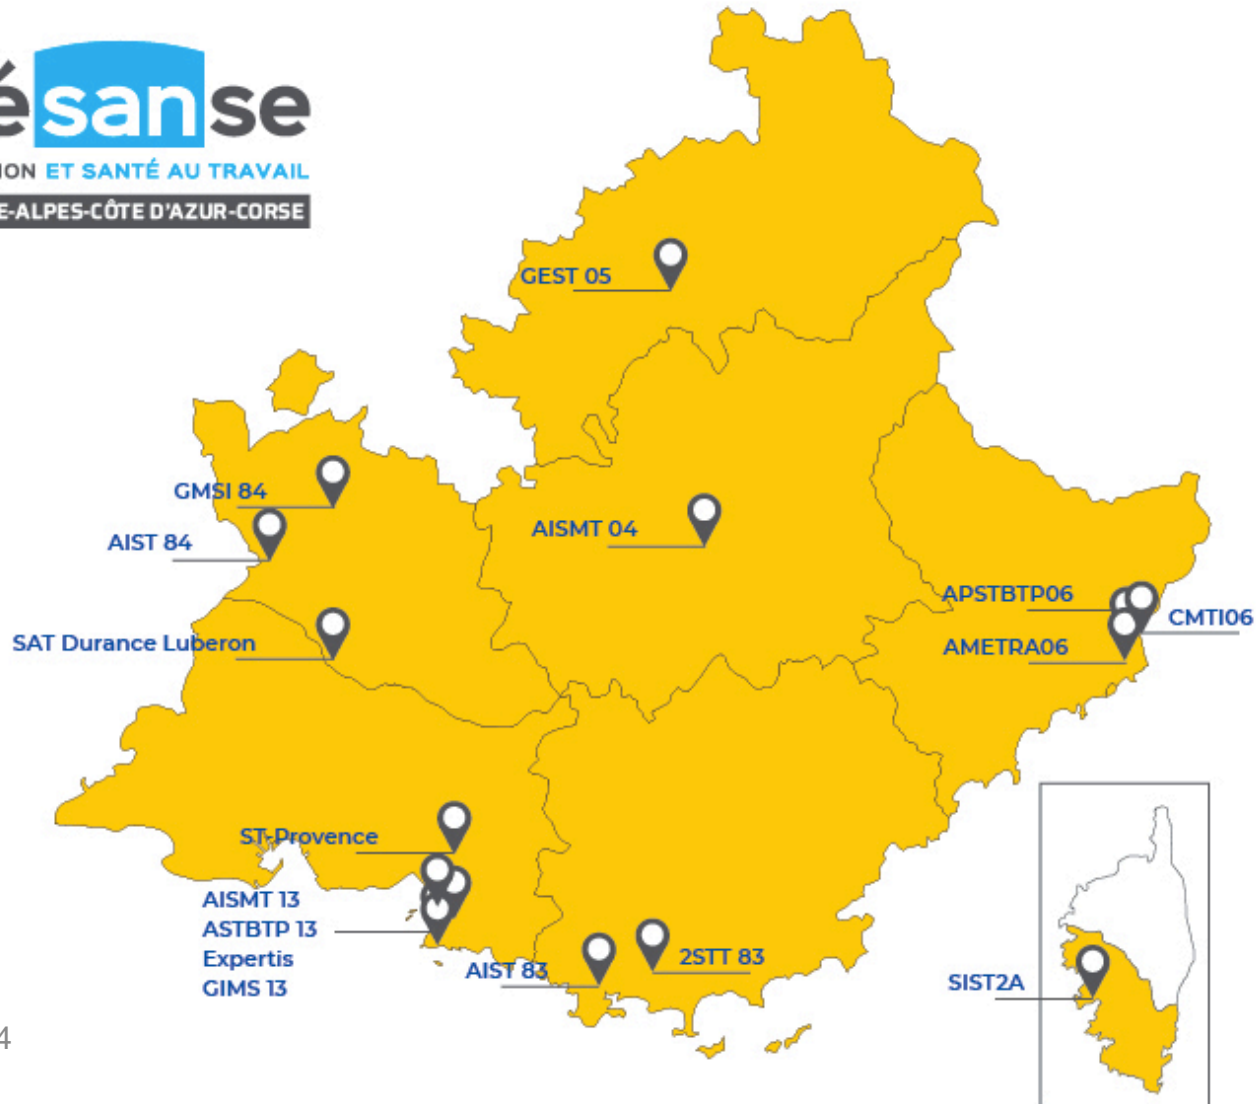 ésanse
ION ET SANTÉ AU TRAVAIL
E-ALPES-CÔTE D'AZUR-CORSE
GEST 05
GMSI 84
AIST 84
AISMT 04
SAT Durance Luberon
APSTBTP06
CMTI06
AMETRA06
ST-Provence
AISMT 13
ASTBTP 13
Expertis
GIMS 13
AIST 83
2STT 83
SIST2A
4